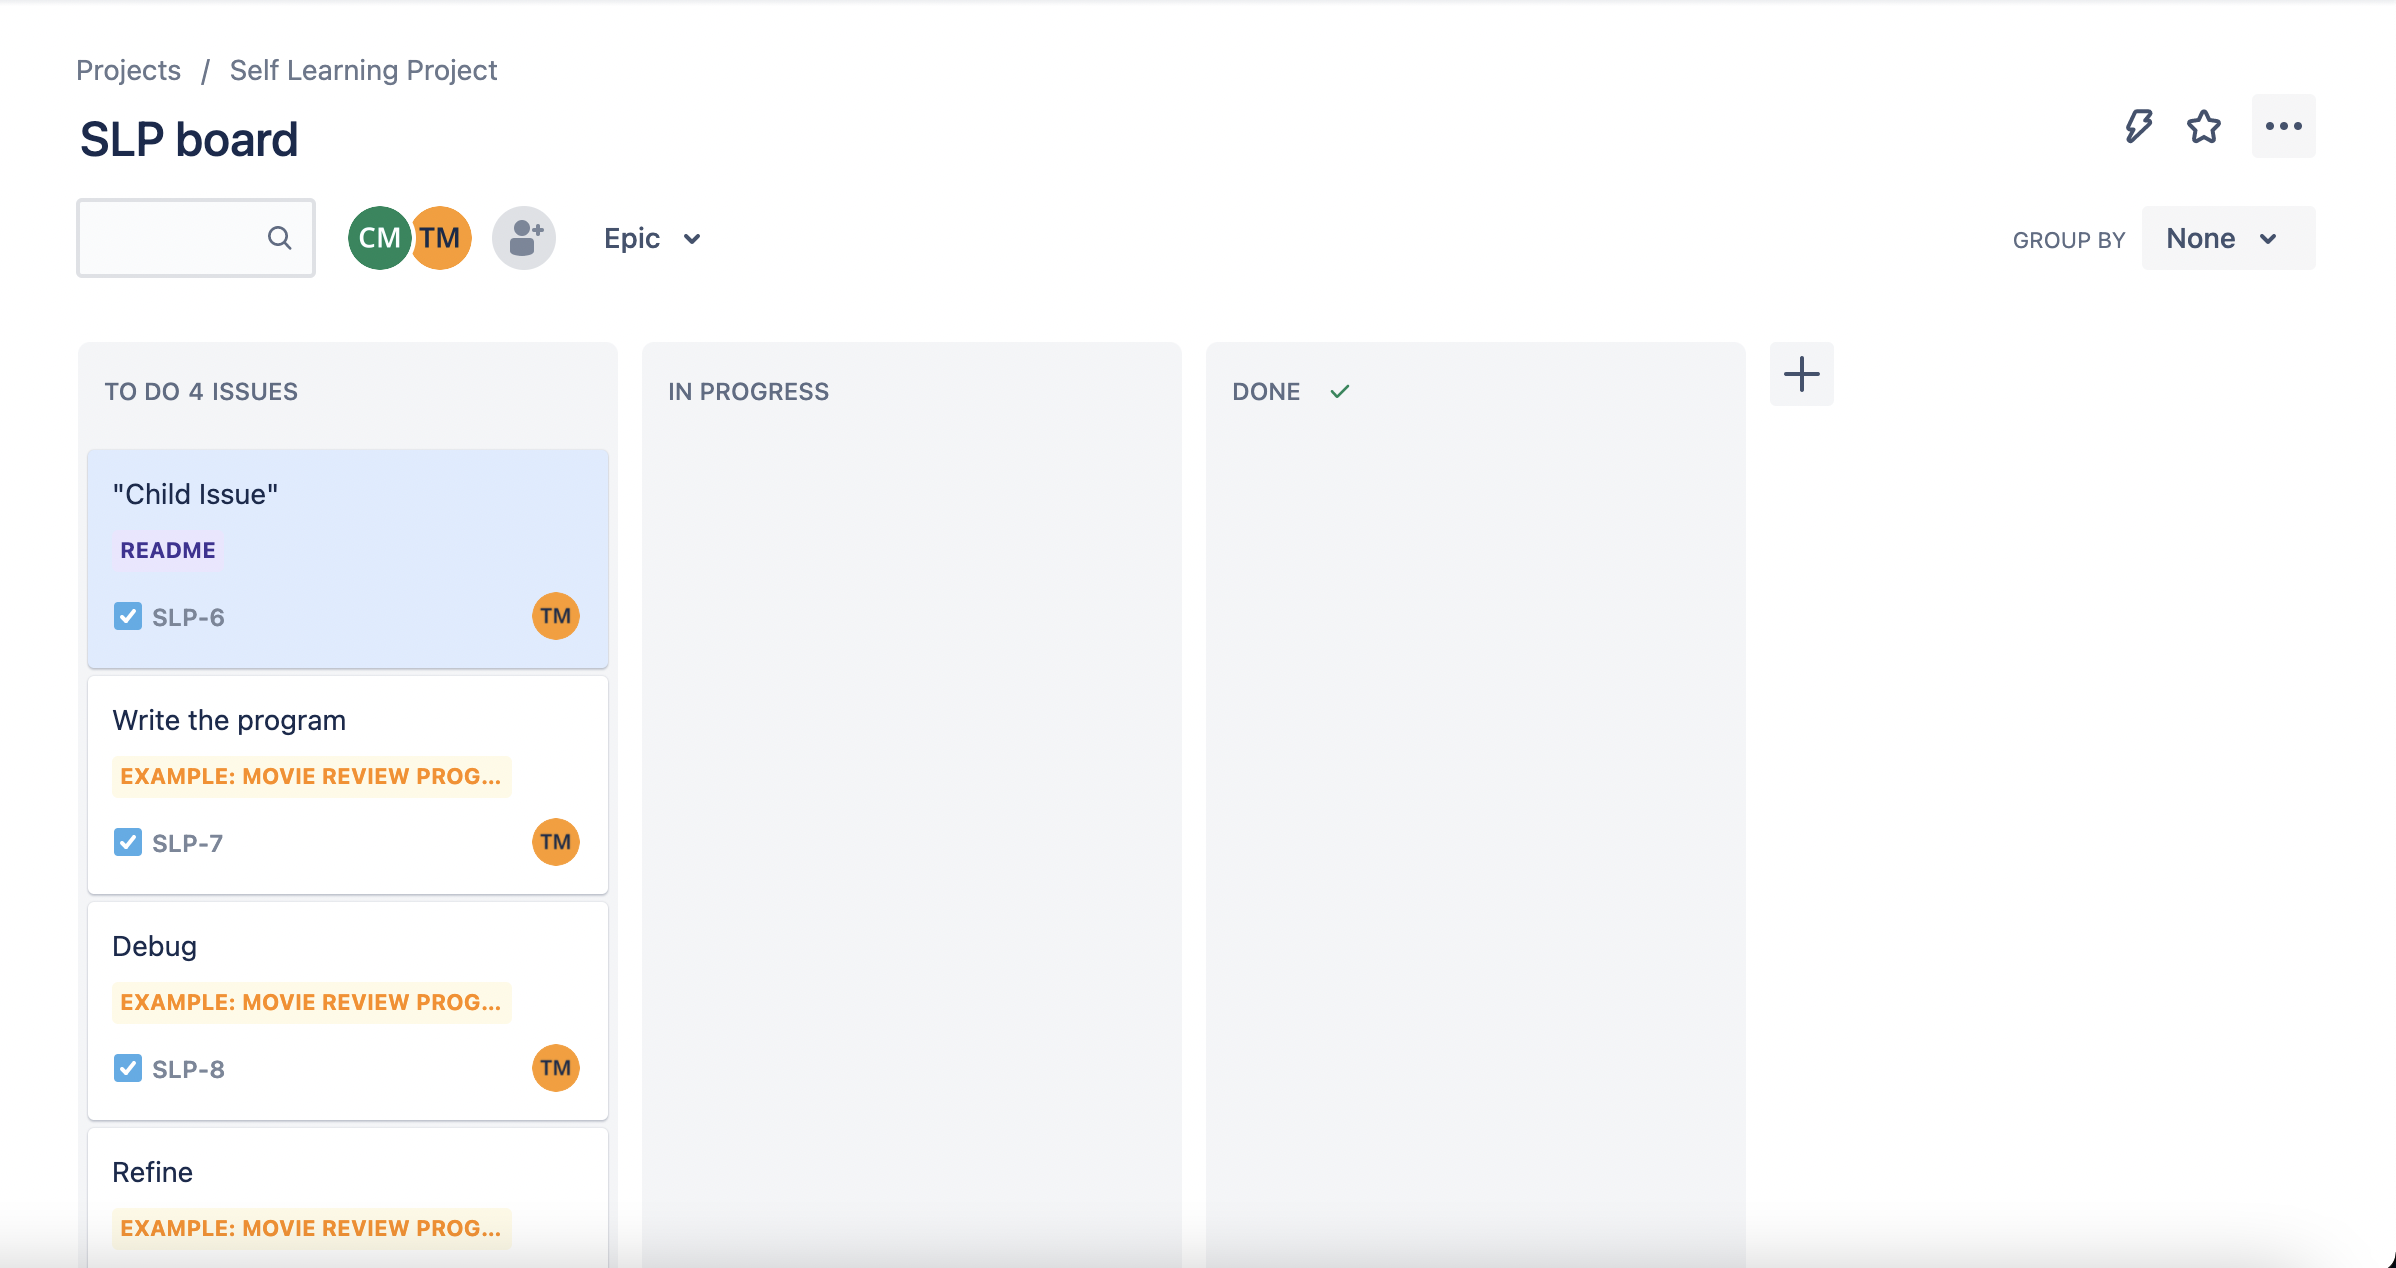 Projects / Self Learning Project
SLP board
CM TM Epic GROUP BY None
TO DO 4 ISSUES
"Child Issue"
README
SLP-6 TM
Write the program
EXAMPLE: MOVIE REVIEW PROG...
SLP-7 TM
Debug
EXAMPLE: MOVIE REVIEW PROG...
SLP-8 TM
Refine
EXAMPLE: MOVIE REVIEW PROG...
IN PROGRESS
DONE